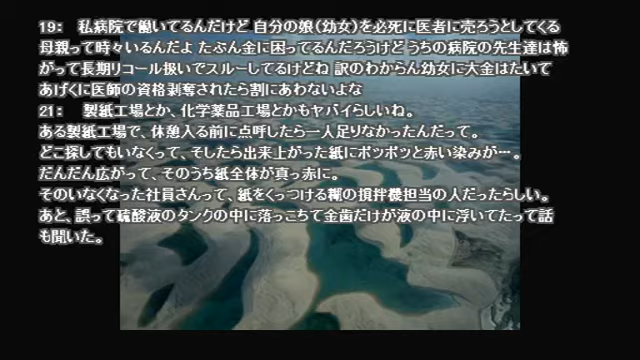 19：　私病院で働いてるんだけど 自分の娘（幼女）を必死に医者に売ろうとしてくる
母親って時々いるんだよ たぶん金に困ってるんだろうけど うちの病院の先生達は怖
がって長期リコール扱いでスルーしてるけどね 訳のわからん幼女に大金はたいて
あげくに医師の資格剥奪されたら割にあわないよな
21：　製紙工場とか、化学薬品工場とかもヤバイらしいね。
ある製紙工場で、休憩入る前に点呼したら一人足りなかったんだって。
どこ探してもいなくって、そしたら出来上がった紙にポツポツと赤い染みが…。
だんだん広がって、そのうち紙全体が真っ赤に。
そのいなくなった社員さんって、紙をくっつける糊の撹拌機担当の人だったらしい。
あと、誤って硫酸液のタンクの中に落っこちて金歯だけが液の中に浮いてたって話
も聞いた。